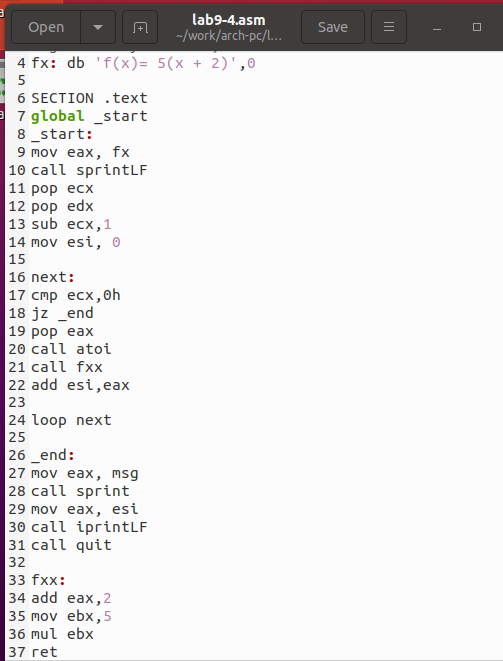 lab9-4.asm
Open
Save
~/work/arch-pc/l...
4 fx: db 'f(x)= 5(x + 2)',0
5
6 SECTION .text
7 global _start
8 _start:
9 mov eax, fx
10 call sprintLF
11 pop ecx
12 pop edx
13 sub ecx,1
14 mov esi, 0
15
16 next:
17 cmp ecx,0h
18 jz _end
19 pop eax
20 call atoi
21 call fxx
22 add esi,eax
23
24 loop next
25
26 _end:
27 mov eax, msg
28 call sprint
29 mov eax, esi
30 call iprintLF
31 call quit
32
33 fxx:
34 add eax,2
35 mov ebx,5
36 mul ebx
37 ret